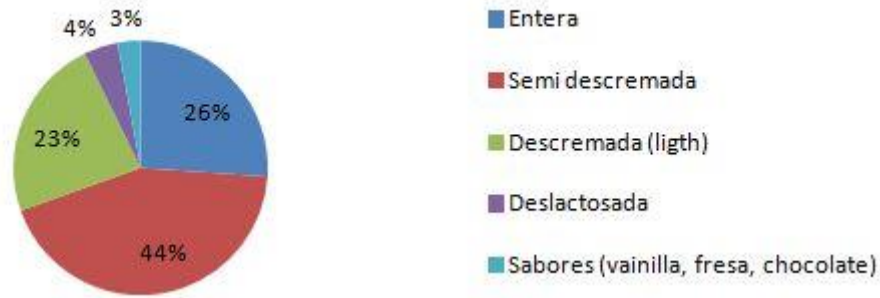 4%
3%
26%
23%
44%
Entera
Semi descremada
Descremada (ligth)
Deslactosada
Sabores (vainilla, fresa, chocolate)